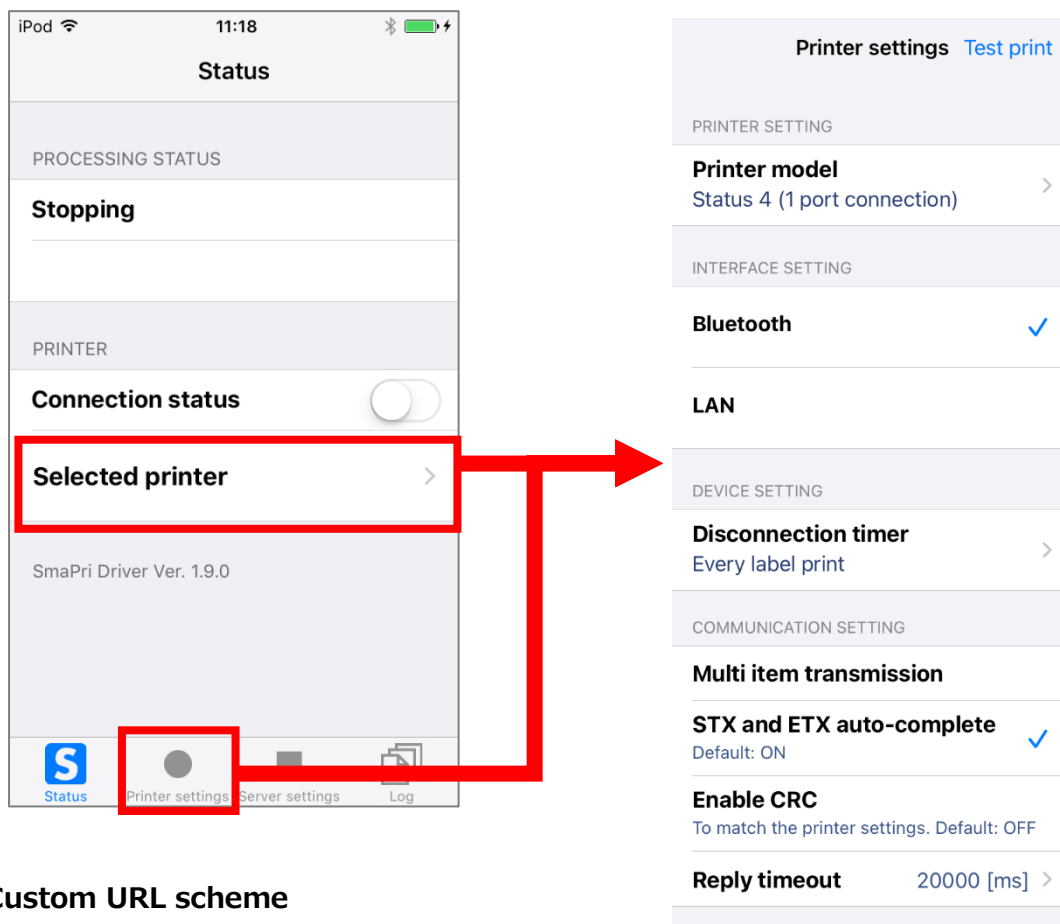 iPod 11:18
Status
PROCESSING STATUS
Stopping
PRINTER
Connection status
Selected printer
SmaPri Driver Ver. 1.9.0
S
Status Printer settings Server settings Log
Custom URL scheme
Printer settings Test print
PRINTER SETTING
Printer model
Status 4 (1 port connection)
INTERFACE SETTING
Bluetooth
LAN
DEVICE SETTING
Disconnection timer
Every label print
COMMUNICATION SETTING
Multi item transmission
STX and ETX auto-complete
Default: ON
Enable CRC
To match the printer settings. Default: OFF
Reply timeout 20000 [ms]